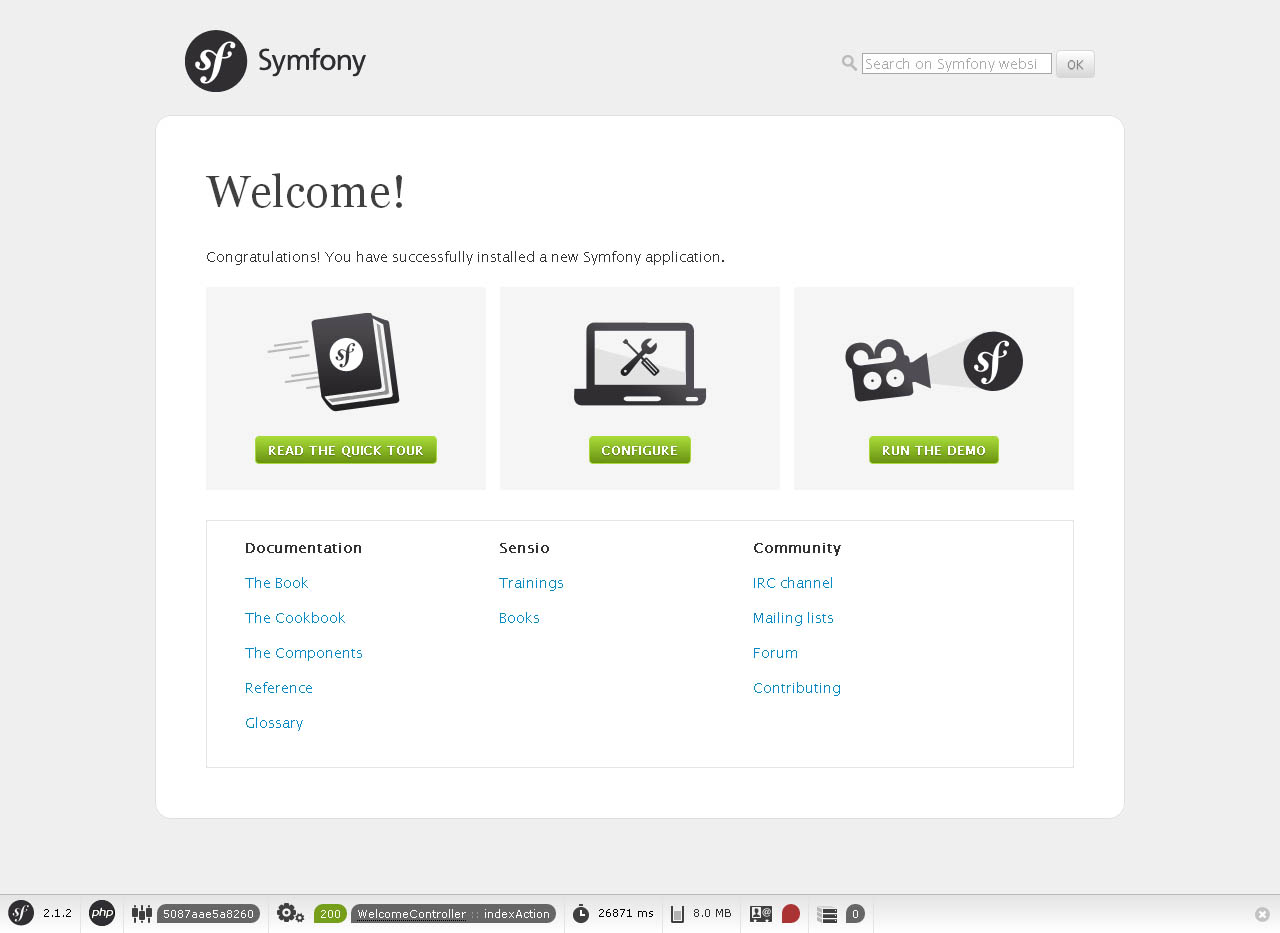 sf Symfony
Search on Symfony websi
OK
Welcome!
Congratulations! You have successfully installed a new Symfony application.
sf
sf
READ THE QUICK TOUR
CONFIGURE
RUN THE DEMO
Documentation
The Book
The Cookbook
The Components
Reference
Glossary
Sensio
Trainings
Books
Community
IRC channel
Mailing lists
Forum
Contributing
sf 2.1.2 php 5087aae5a8260 200 WelcomeController :: indexAction 26871 ms 8.0 MB @ 0